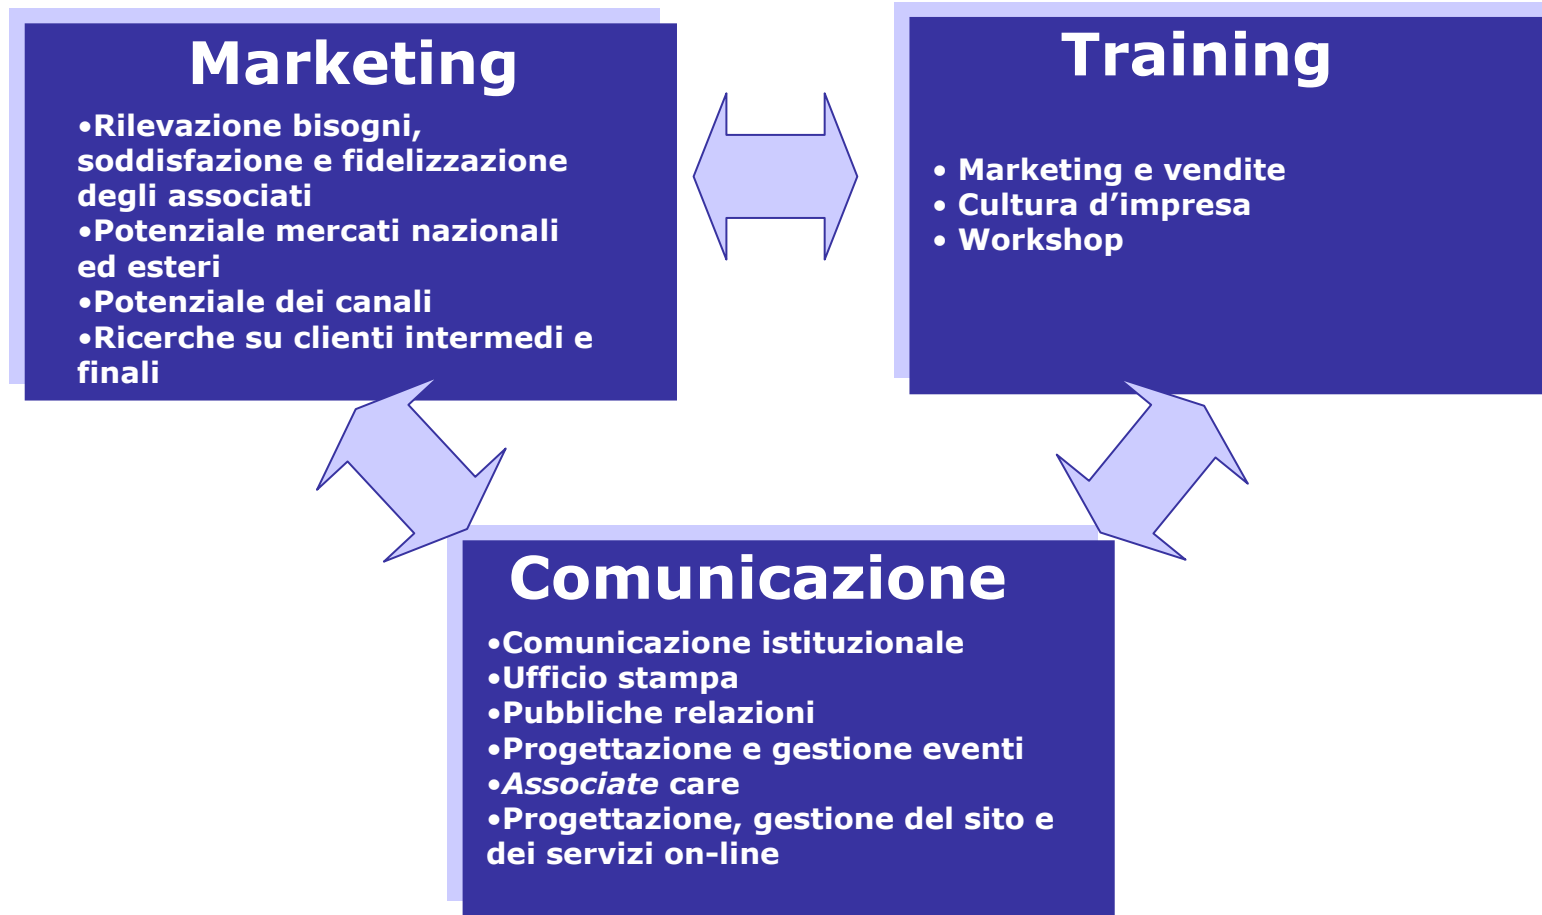 Marketing
•Rilevazione bisogni,
soddisfazione e fidelizzazione
degli associati
•Potenziale mercati nazionali
ed esteri
•Potenziale dei canali
•Ricerche su clienti intermedi e
finali
Training
• Marketing e vendite
• Cultura d’impresa
• Workshop
Comunicazione
•Comunicazione istituzionale
•Ufficio stampa
•Pubbliche relazioni
•Progettazione e gestione eventi
•Associate care
•Progettazione, gestione del sito e
dei servizi on-line